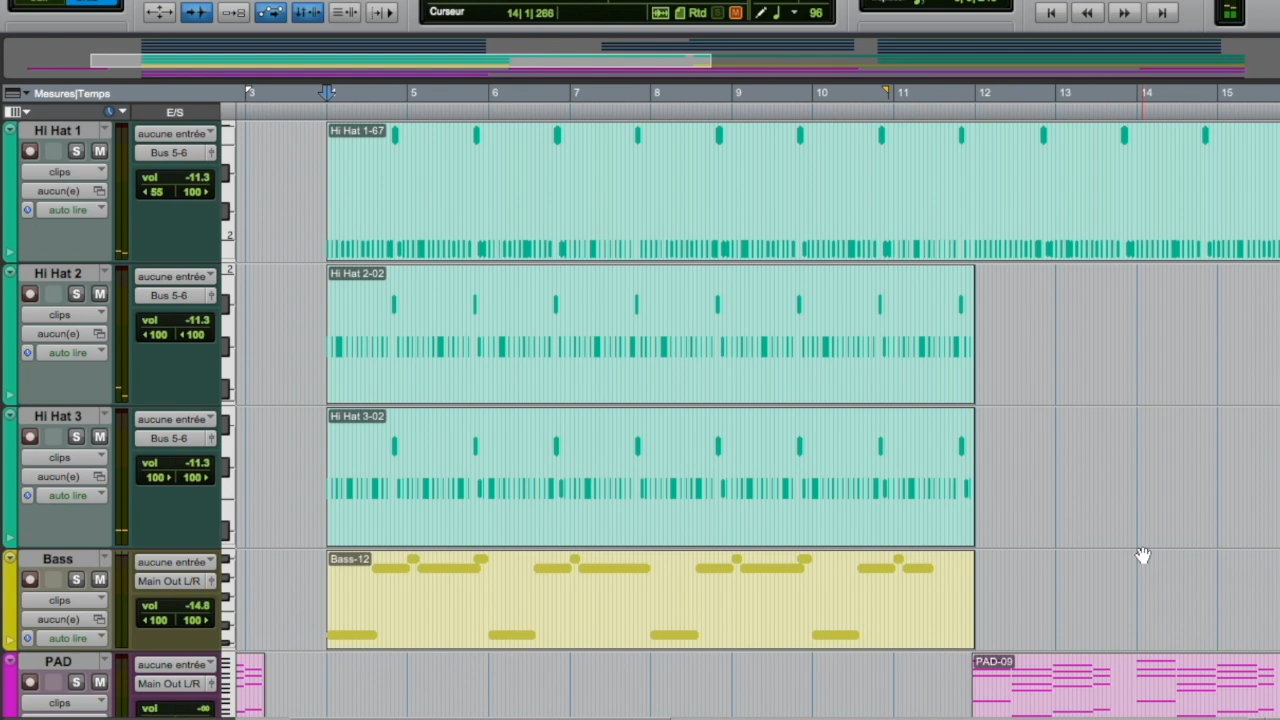 Curseur 14| 1| 266 Rtd M 96
Mesures|Temps 3 4 5 6 7 8 9 10 11 12 13 14 15
E/S
Hi Hat 1 aucune entrée Hi Hat 1-67
S M Bus 5-6
clips vol -11.3
aucun(e) 55 100
auto lire
2
Hi Hat 2 aucune entrée 2 Hi Hat 2-02
S M Bus 5-6
clips vol -11.3
aucun(e) 100 100
auto lire
Hi Hat 3 aucune entrée Hi Hat 3-02
S M Bus 5-6
clips vol -11.3
aucun(e) 100 100
auto lire
Bass aucune entrée Bass-12
S M Main Out L/R
clips vol -14.8
aucun(e) 100 100
auto lire
PAD aucune entrée PAD-09
S M Main Out L/R
clips vol -∞